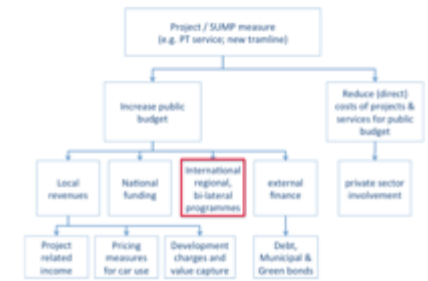 Project / SUMP measure
(e.g. PT service; new tramline)
Increase public
budget
Reduce (direct)
costs of projects &
services for public
budget
Local
revenues
National
funding
International
regional,
bi-lateral
programmes
external
finance
private sector
involvement
Project
related
income
Pricing
measures
for car use
Development
charges and
value capture
Debt,
Municipal &
Green bonds